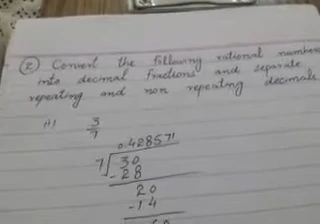 ② Convert the following rational numbers
into decimal fractions and separate
repeating and non repeating decimals
3
7
0.428571
7 30
-28
20
-14